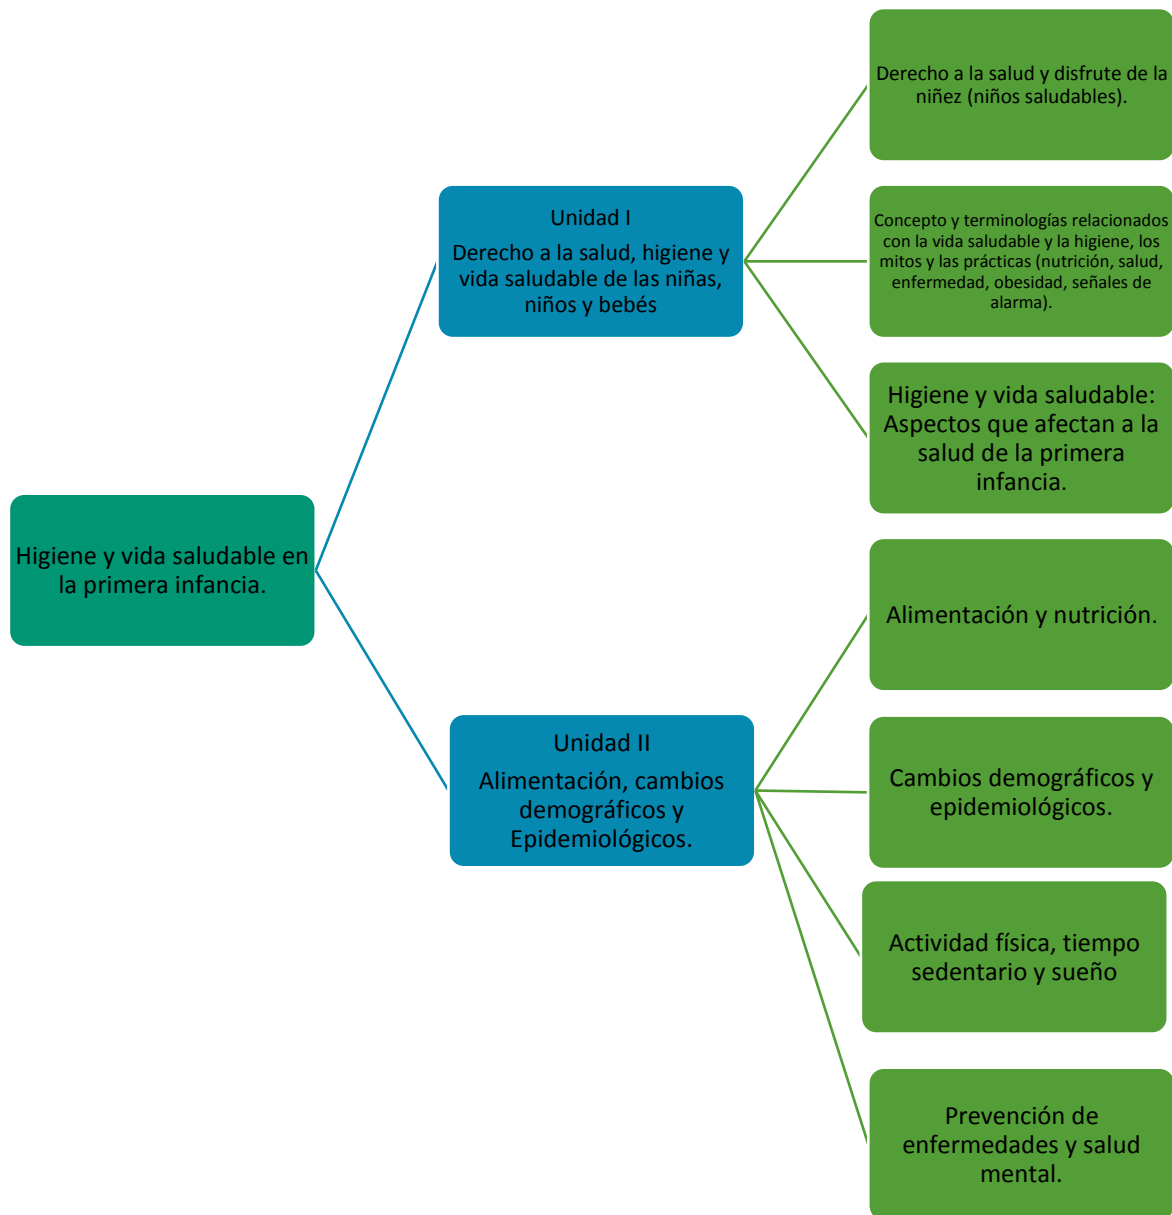 Higiene y vida saludable en
la primera infancia.
Unidad I
Derecho a la salud, higiene y
vida saludable de las niñas,
niños y bebés
Derecho a la salud y disfrute de la
niñez (niños saludables).
Concepto y terminologías relacionados
con la vida saludable y la higiene, los
mitos y las prácticas (nutrición, salud,
enfermedad, obesidad, señales de
alarma).
Higiene y vida saludable:
Aspectos que afectan a la
salud de la primera
infancia.
Unidad II
Alimentación, cambios
demográficos y
Epidemiológicos.
Alimentación y nutrición.
Cambios demográficos y
epidemiológicos.
Actividad física, tiempo
sedentario y sueño
Prevención de
enfermedades y salud
mental.